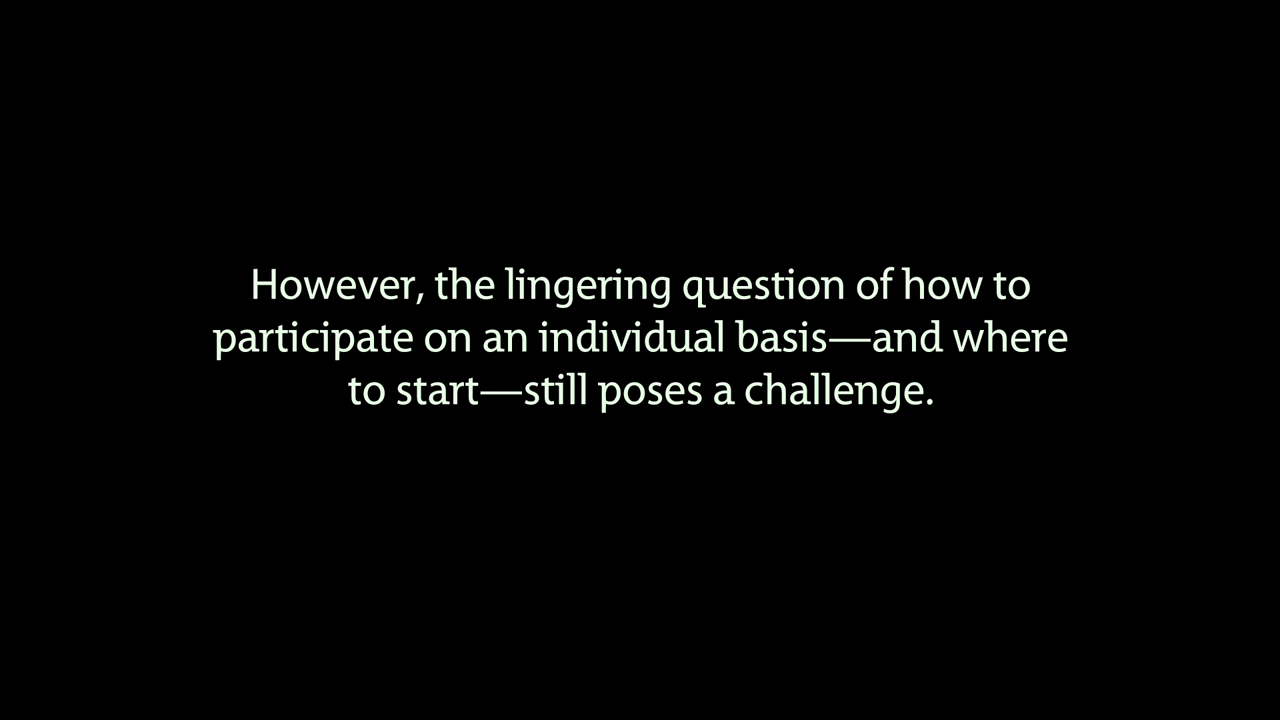 However, the lingering question of how to
participate on an individual basis—and where
to start—still poses a challenge.